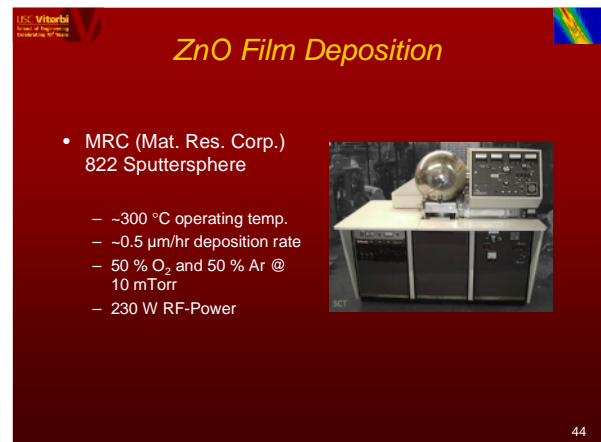 USC Viterbi
School of Engineering
ZnO Film Deposition
• MRC (Mat. Res. Corp.)
822 Sputtersphere
– ~300 °C operating temp.
– ~0.5 µm/hr deposition rate
– 50 % O₂ and 50 % Ar @
10 mTorr
– 230 W RF-Power
SCT
44